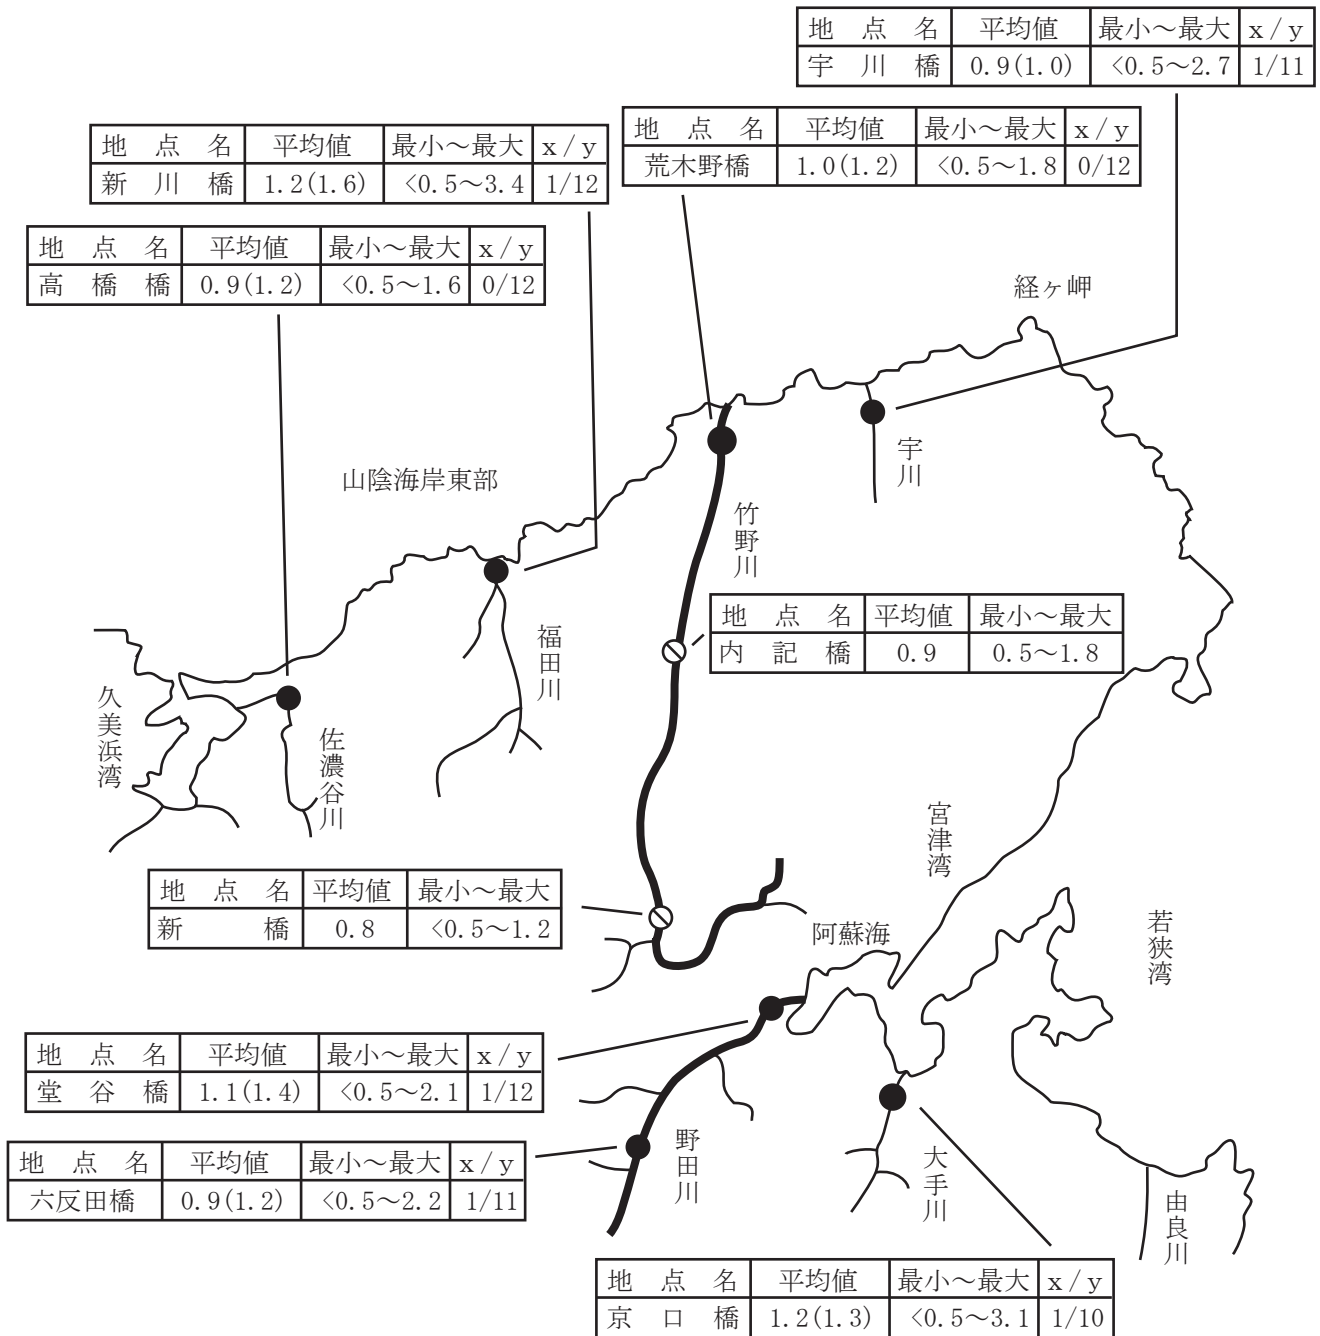 地点名 平均値 最小～最大 x/y
宇川橋 0.9(1.0) <0.5～2.7 1/11
地点名 平均値 最小～最大 x/y
荒木野橋 1.0(1.2) <0.5～1.8 0/12
地点名 平均値 最小～最大 x/y
新川橋 1.2(1.6) <0.5～3.4 1/12
地点名 平均値 最小～最大 x/y
高橋橋 0.9(1.2) <0.5～1.6 0/12
経ヶ岬
山陰海岸東部
宇川
竹野川
地点名 平均値 最小～最大
内記橋 0.9 0.5～1.8
福田川
久美浜湾
佐濃谷川
宮津湾
地点名 平均値 最小～最大
新橋 0.8 <0.5～1.2
阿蘇海
若狭湾
地点名 平均値 最小～最大 x/y
堂谷橋 1.1(1.4) <0.5～2.1 1/12
地点名 平均値 最小～最大 x/y
六反田橋 0.9(1.2) <0.5～2.2 1/11
野田川
大手川
由良川
地点名 平均値 最小～最大 x/y
京口橋 1.2(1.3) <0.5～3.1 1/10